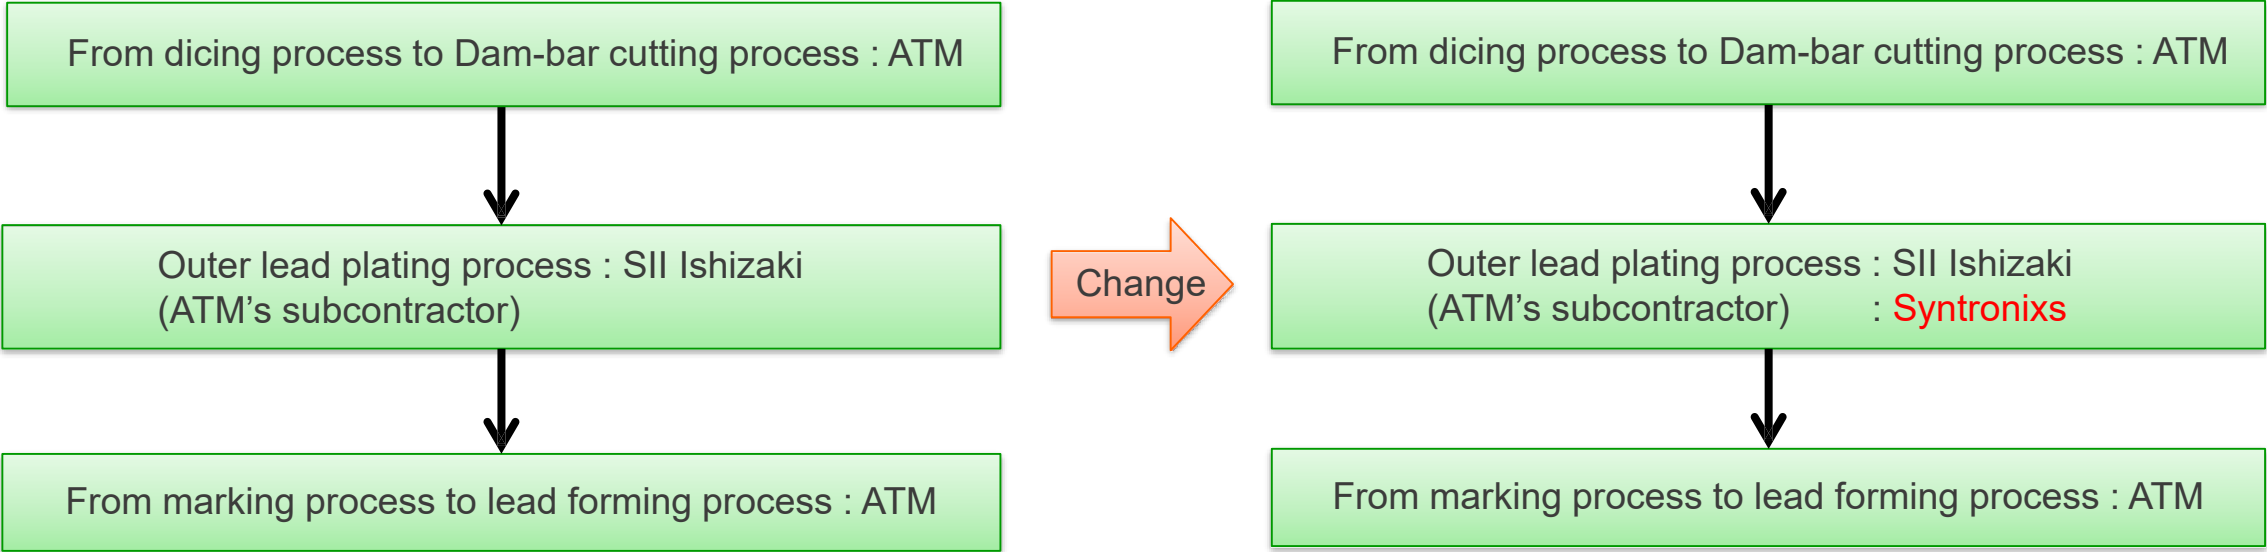 From dicing process to Dam-bar cutting process : ATM
Outer lead plating process : SII Ishizaki
(ATM’s subcontractor)
From marking process to lead forming process : ATM
Change
From dicing process to Dam-bar cutting process : ATM
Outer lead plating process : SII Ishizaki
(ATM’s subcontractor) : Syntronixs
From marking process to lead forming process : ATM